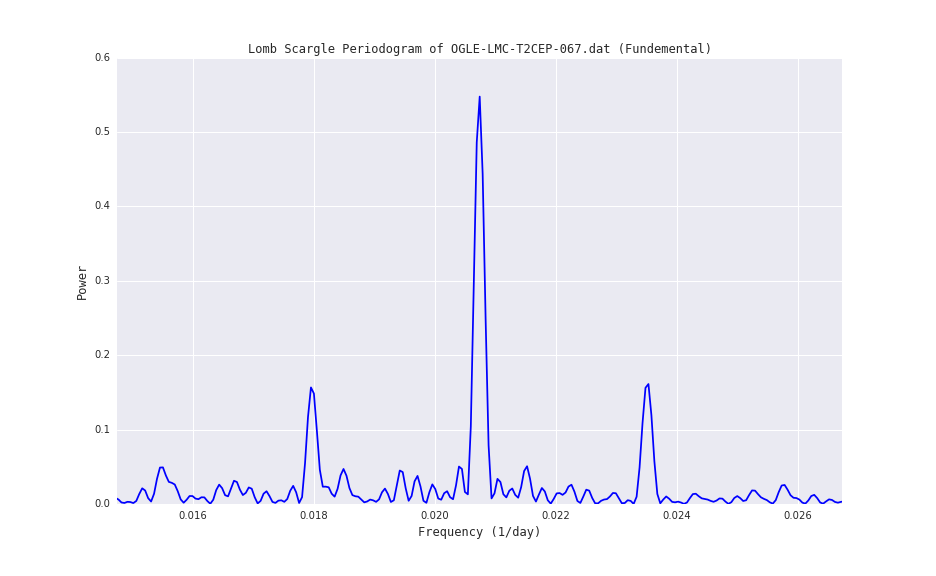 Lomb Scargle Periodogram of OGLE-LMC-T2CEP-067.dat (Fundemental)
0.6
0.5
0.4
0.3
0.2
0.1
0.0
Power
0.016 0.018 0.020 0.022 0.024 0.026
Frequency (1/day)